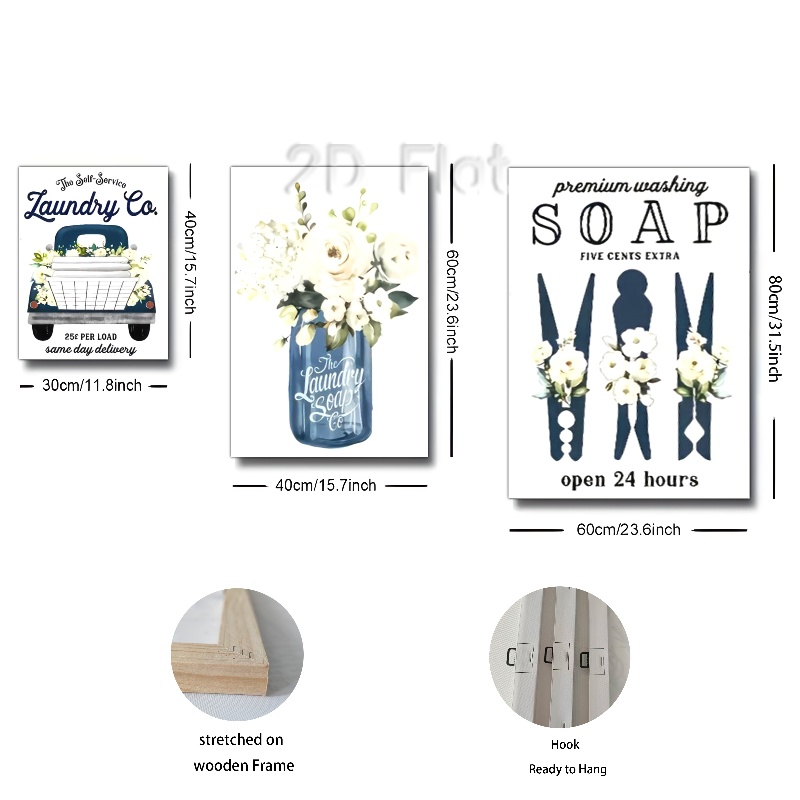 2D Flat
The Self-Service
Laundry Co.
25¢ PER LOAD
same day delivery
40cm/15.7inch
30cm/11.8inch
The
Laundry
Soap
Co
60cm/23.6inch
40cm/15.7inch
premium washing
SOAP
FIVE CENTS EXTRA
open 24 hours
80cm/31.5inch
60cm/23.6inch
stretched on
wooden Frame
Hook
Ready to Hang